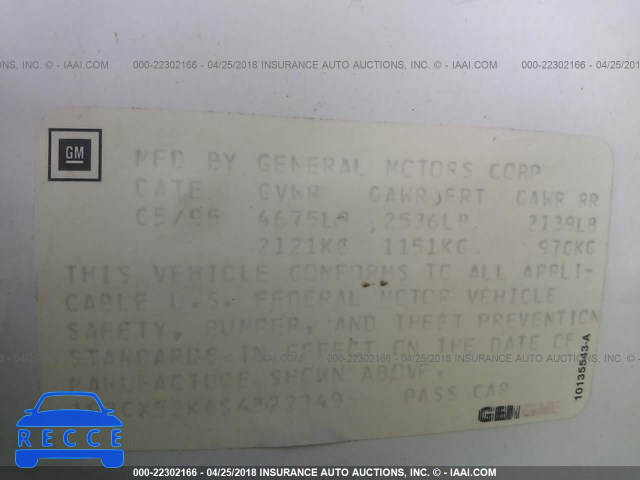 000-22302166 - 04/25/2018 INSURANCE AUTO AUCTIONS, INC. © - IAAI.COM
GM
MFD BY GENERAL MOTORS CORP
DATE GVWR GAWR FRT GAWR RR
05/95 4675LB 2536LB 2139LB
2121KG 1151KG 970KG
THIS VEHICLE CONFORMS TO ALL APPLI-
CABLE U.S. FEDERAL MOTOR VEHICLE
SAFETY, BUMPER, AND THEFT PREVENTION
STANDARDS IN EFFECT ON THE DATE OF
MANUFACTURE SHOWN ABOVE.
PASS CAR
GEN
10135543-A
RECCE
000-22302166 - 04/25/2018 INSURANCE AUTO AUCTIONS, INC. © - IAAI.COM